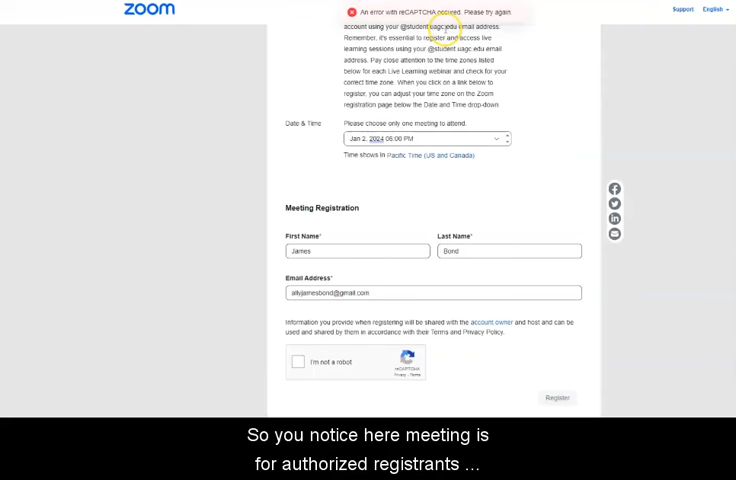 zoom
Support
English
An error with reCAPTCHA occured. Please try again.
account using your @student.uagc.edu email address.
Remember, it's essential to register and access live
learning sessions using your @student uagc.edu email
address. Pay close attention to the time zones listed
below for each Live Learning webinar and check for your
correct time zone. When you click on a link below to
register, you can adjust your time zone on the Zoom
registration page below the Date and Time drop-down
Date & Time
Please choose only one meeting to attend.
Jan 2, 2024 06:00 PM
Time shows in Pacific Time (US and Canada)
Meeting Registration
First Name*
Last Name*
James
Bond
Email Address*
allyjamesbond@gmail.com
Information you provide when registering will be shared with the account owner and host and can be
used and shared by them in accordance with their Terms and Privacy Policy.
I'm not a robot
reCAPTCHA
Privacy - Terms
Register
So you notice here meeting is
for authorized registrants ...